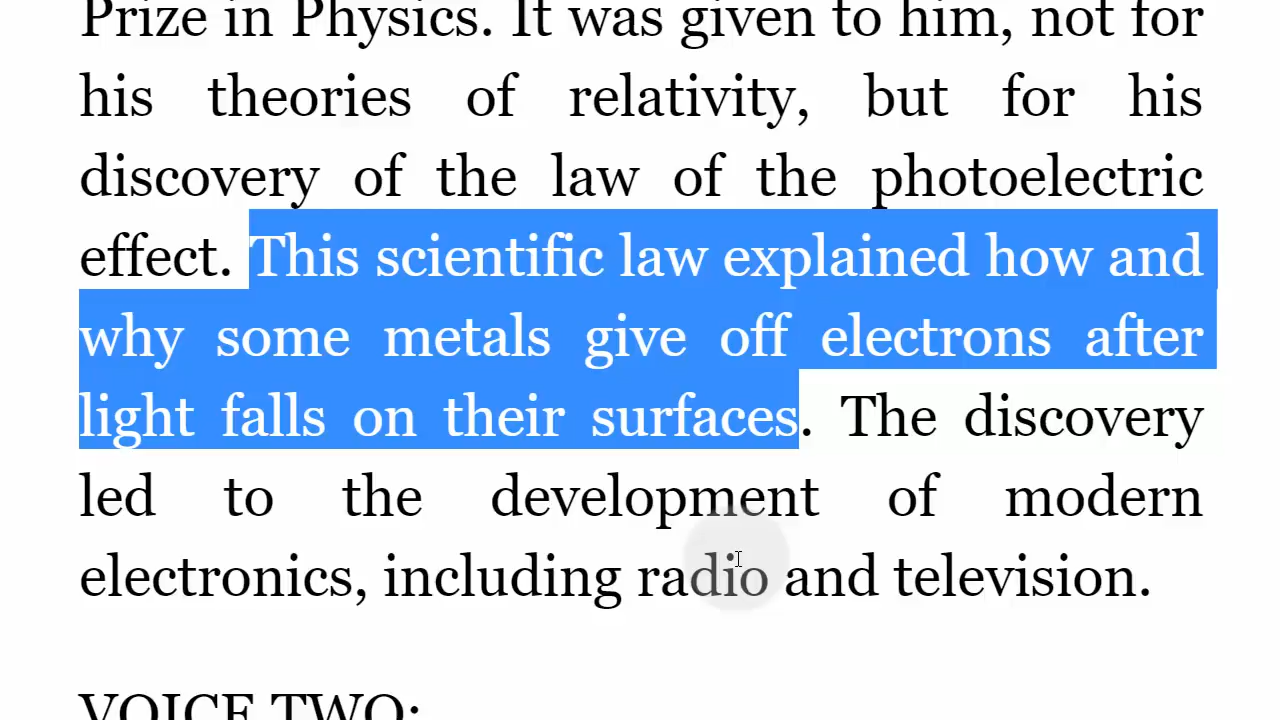 Prize in Physics. It was given to him, not for
his theories of relativity, but for his
discovery of the law of the photoelectric
effect. This scientific law explained how and
why some metals give off electrons after
light falls on their surfaces. The discovery
led to the development of modern
electronics, including radio and television.
VOICE TWO: